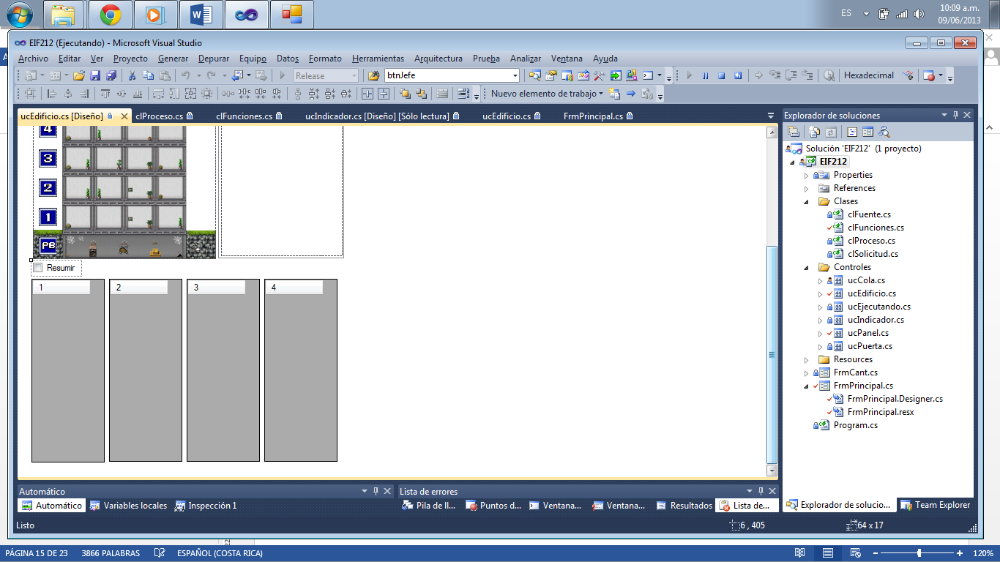 ES
10:09 a.m.
09/06/2013
EIF212 (Ejecutando) - Microsoft Visual Studio
Archivo Editar Ver Proyecto Generar Depurar Equipo Datos Formato Herramientas Arquitectura Prueba Analizar Ventana Ayuda
Release btnJefe Hexadecimal
Nuevo elemento de trabajo
ucEdificio.cs [Diseño] clProceso.cs clFunciones.cs ucIndicador.cs [Diseño] [Sólo lectura] ucEdificio.cs FrmPrincipal.cs
4
3
2
1
PB
Resumir
1 2 3 4
Explorador de soluciones
Solución 'EIF212' (1 proyecto)
EIF212
Properties
References
Clases
clFuente.cs
clFunciones.cs
clProceso.cs
clSolicitud.cs
Controles
ucCola.cs
ucEdificio.cs
ucEjecutando.cs
ucIndicador.cs
ucPanel.cs
ucPuerta.cs
Resources
FrmCant.cs
FrmPrincipal.cs
FrmPrincipal.Designer.cs
FrmPrincipal.resx
Program.cs
Automático
Automático Variables locales Inspección 1
Lista de errores
Pila de ll... Puntos d... Ventana... Ventana... Resultados Lista de...
Explorador de solucio... Team Explorer
Listo 6 , 405 64 x 17
PÁGINA 15 DE 23 3866 PALABRAS ESPAÑOL (COSTA RICA) 120%